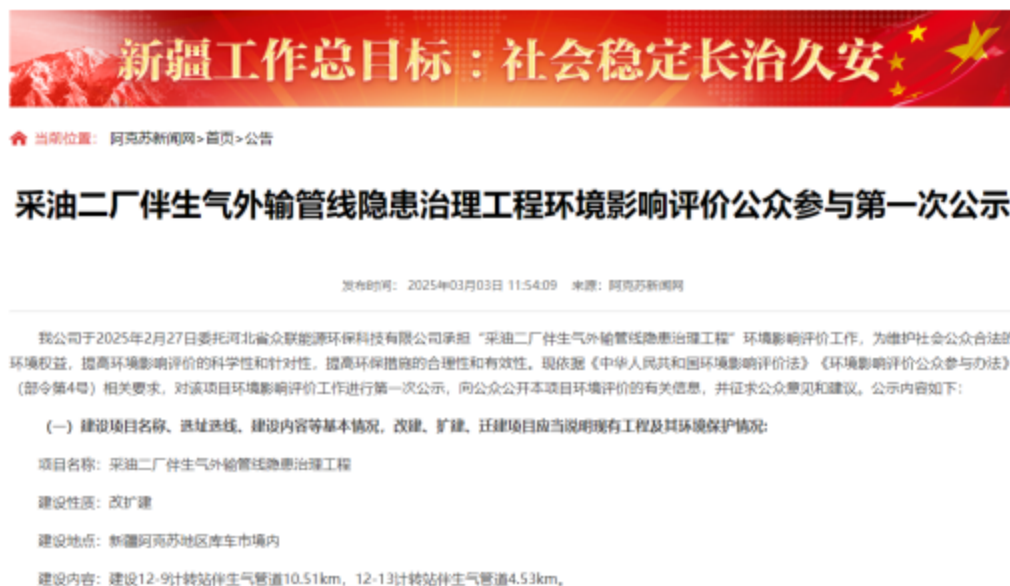 新疆工作总目标：社会稳定长治久安
当前位置： 阿克苏新闻网>首页>公告
采油二厂伴生气外输管线隐患治理工程环境影响评价公众参与第一次公示
发布时间： 2025年03月03日 11:54:09 来源：阿克苏新闻网
我公司于2025年2月27日委托河北省众联能源环保科技有限公司承担“采油二厂伴生气外输管线隐患治理工程”环境影响评价工作，为维护社会公众合法的
环境权益，提高环境影响评价的科学性和针对性，提高环保措施的合理性和有效性。现依据《中华人民共和国环境影响评价法》《环境影响评价公众参与办法》
（部令第4号）相关要求，对该项目环境影响评价工作进行第一次公示，向公众公开本项目环境评价的有关信息，并征求公众意见和建议。公示内容如下：
（一）建设项目名称、选址选线、建设内容等基本情况，改建、扩建、迁建项目应当说明现有工程及其环境保护情况:
项目名称：采油二厂伴生气外输管线隐患治理工程
建设性质：改扩建
建设地点：新疆阿克苏地区库车市境内
建设内容：建设12-9计转站伴生气管道10.51km，12-13计转站伴生气管道4.53km。